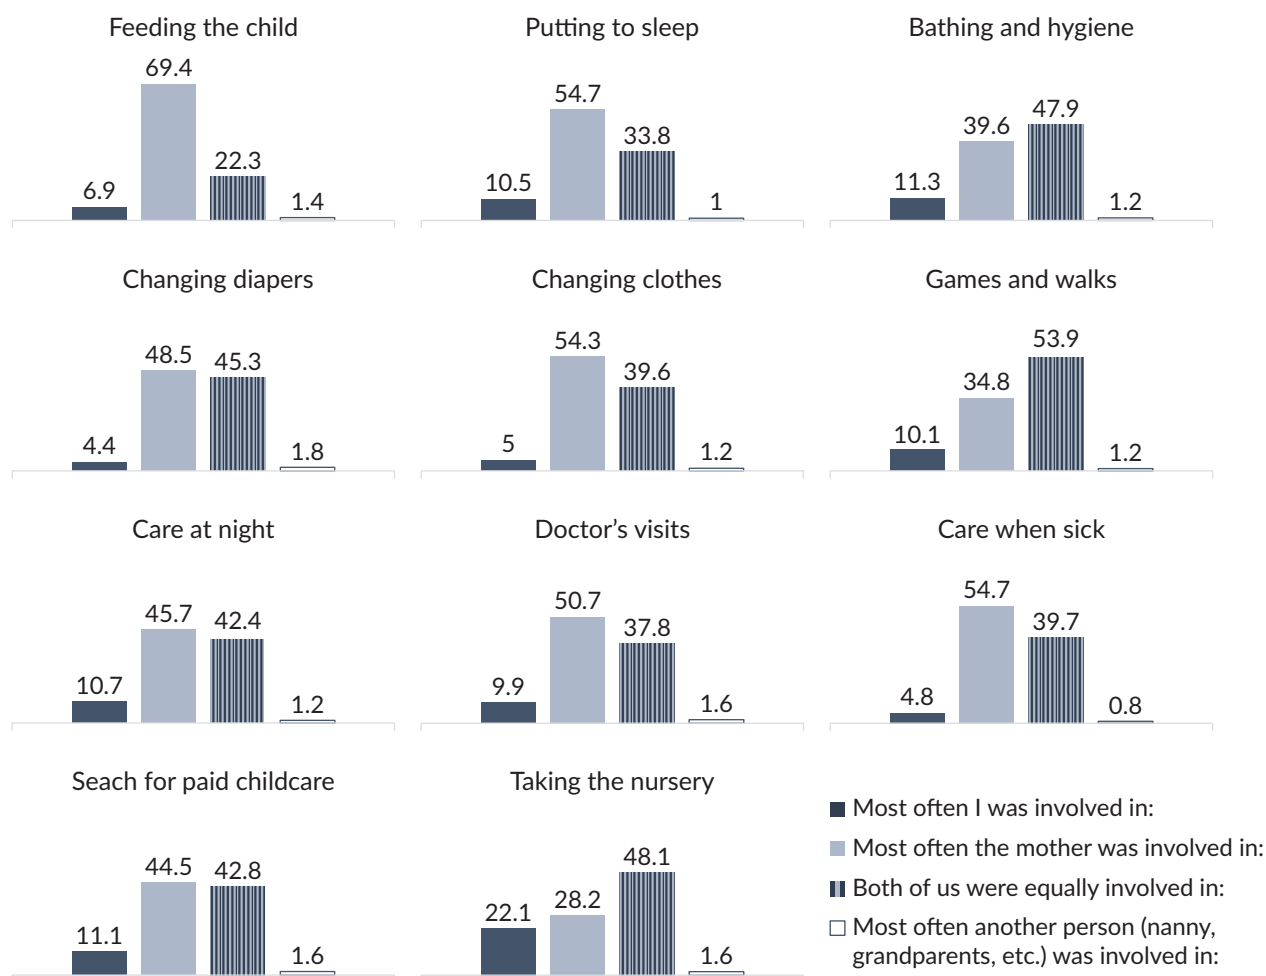 Feeding the child
69.4
22.3
6.9
1.4
Putting to sleep
54.7
33.8
10.5
1
Bathing and hygiene
47.9
39.6
11.3
1.2
Changing diapers
48.5
45.3
4.4
1.8
Changing clothes
54.3
39.6
5
1.2
Games and walks
53.9
34.8
10.1
1.2
Care at night
45.7
42.4
10.7
1.2
Doctor’s visits
50.7
37.8
9.9
1.6
Care when sick
54.7
39.7
4.8
0.8
Seach for paid childcare
44.5
42.8
11.1
1.6
Taking the nursery
48.1
28.2
22.1
1.6
Most often I was involved in:
Most often the mother was involved in:
Both of us were equally involved in:
Most often another person (nanny,
grandparents, etc.) was involved in: